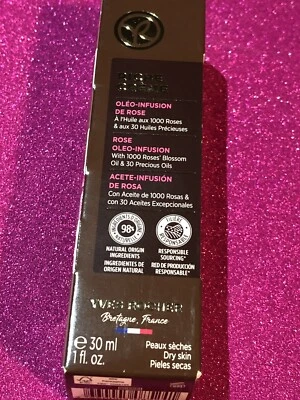 OLÉO-INFUSION
DE ROSE
À l'Huile aux 1000 Roses
& aux 30 Huiles Précieuses
ROSE
OLEO-INFUSION
With 1000 Roses' Blossom
Oil & 30 Precious Oils
ACEITE-INFUSIÓN
DE ROSA
Con Aceite de 1000 Rosas &
con 30 Aceites Excepcionales
98%
NATURAL ORIGIN
INGREDIENTS
INGREDIENTES DE
ORIGEN NATURAL
RESPONSIBLE
SOURCING*
RED DE PRODUCCIÓN
RESPONSABLE*
YVES ROCHER
Bretagne, France
e 30 ml
1 fl. oz.
Peaux sèches
Dry skin
Pieles secas